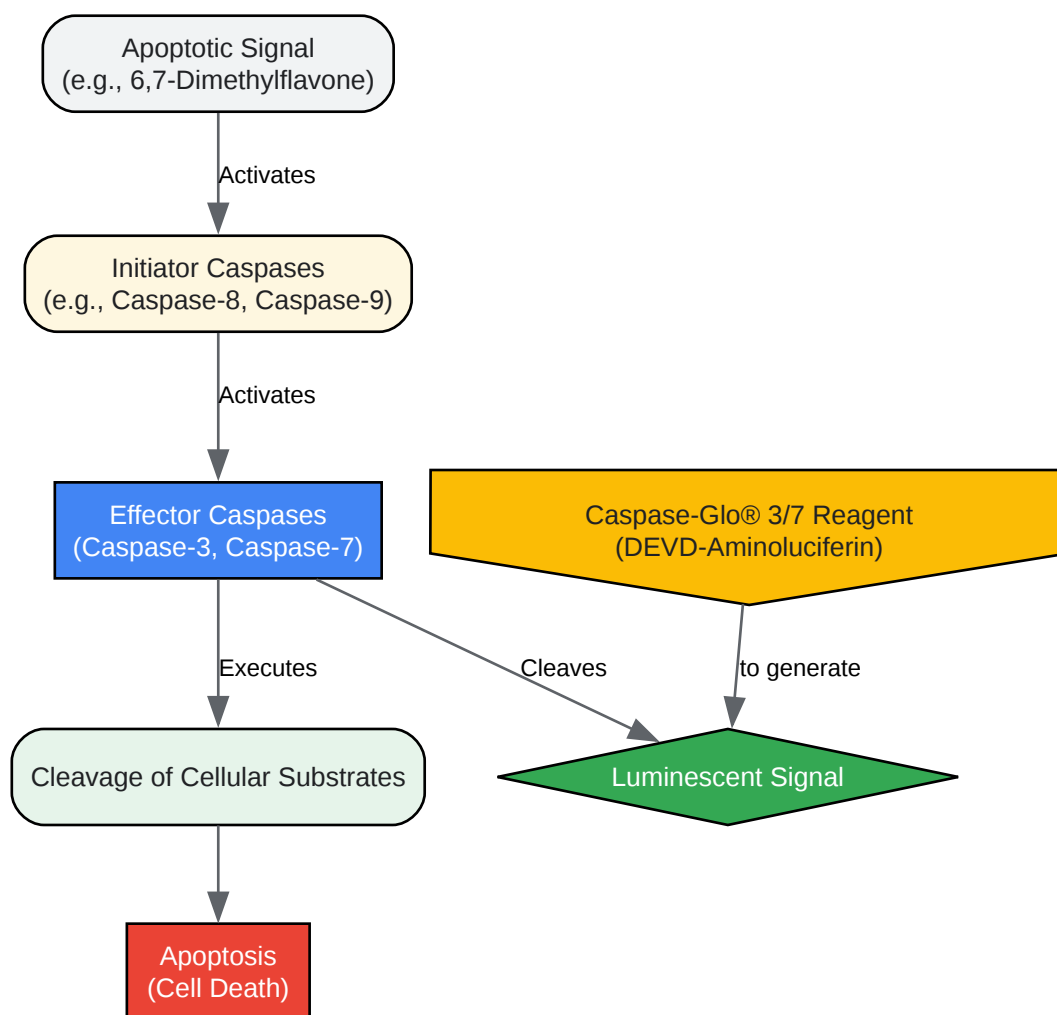 Apoptotic Signal
(e.g., 6,7-Dimethylflavone)
Activates
Initiator Caspases
(e.g., Caspase-8, Caspase-9)
Activates
Effector Caspases
(Caspase-3, Caspase-7)
Caspase-Glo® 3/7 Reagent
(DEVD-Aminoluciferin)
Executes
Cleaves
to generate
Cleavage of Cellular Substrates
Luminescent Signal
Apoptosis
(Cell Death)